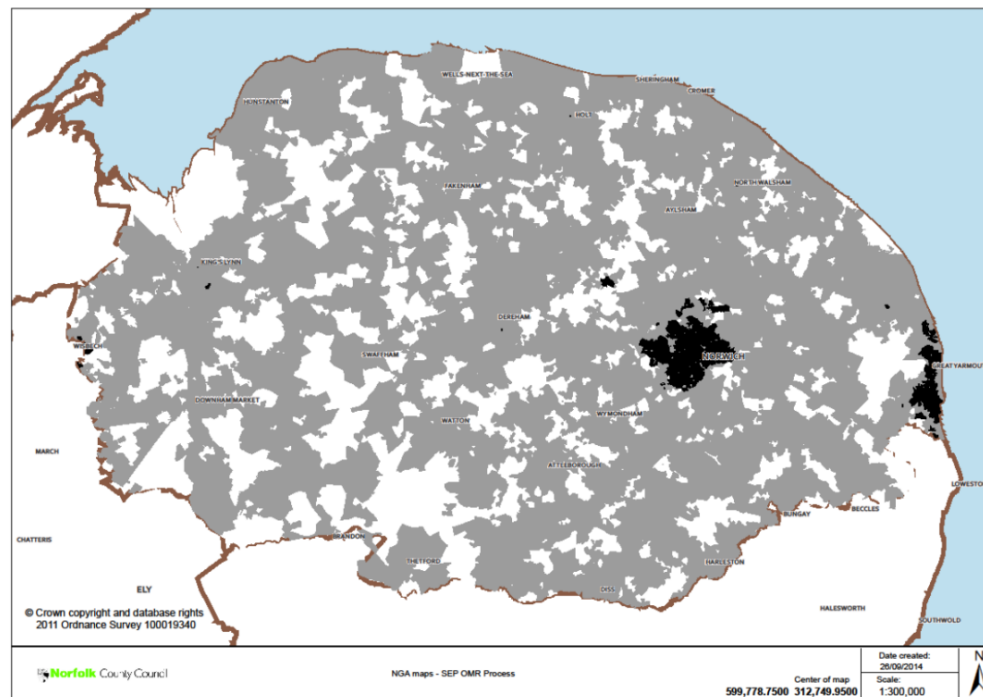 WELLS-NEXT-THE-SEA
SHERINGHAM
CROMER
HUNSTANTON
HOLT
FAKENHAM
NORTH WALSHAM
AYLSHAM
KING'S LYNN
DEREHAM
WISBECH
SWAFFHAM
NORWICH
GREAT YARMOUT
DOWNHAM MARKET
WATTON
WYMONDHAM
MARCH
ATTLEBOROUGH
LOWESTO
BECCLES
BUNGAY
CHATTERIS
BRANDON
THETFORD
HARLESTON
ELY
DISS
HALESWORTH
SOUTHWOLD
© Crown copyright and database rights
2011 Ordnance Survey 100019340
Norfolk County Council
NGA maps - SEP OMR Process
Center of map
599,778.7500 312,749.9500
Date created:
26/09/2014
Scale:
1:300,000
N